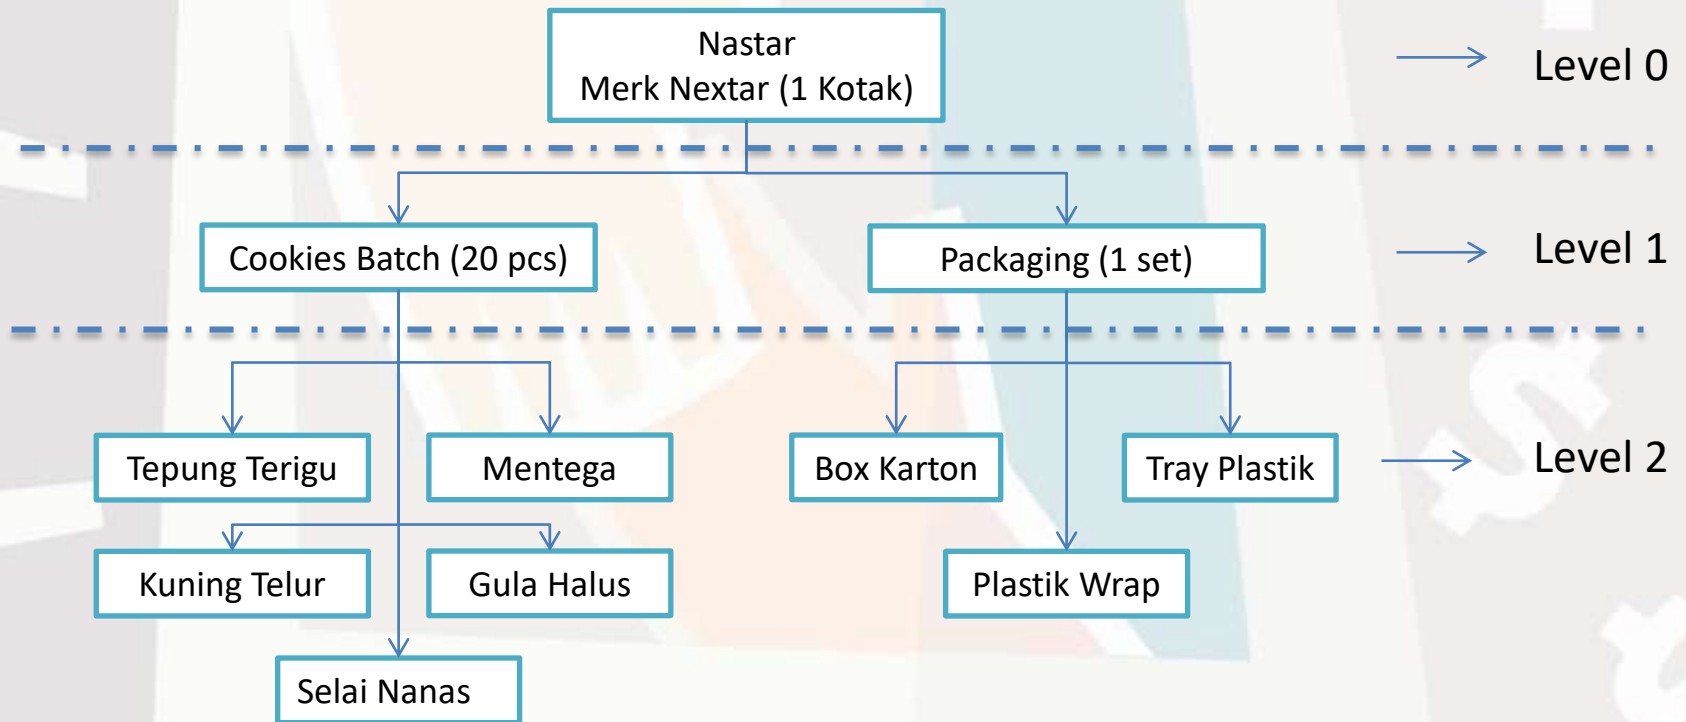 Nastar
Merk Nextar (1 Kotak)
Level 0
Cookies Batch (20 pcs)
Packaging (1 set)
Level 1
Tepung Terigu
Mentega
Box Karton
Tray Plastik
Level 2
Kuning Telur
Gula Halus
Plastik Wrap
Selai Nanas